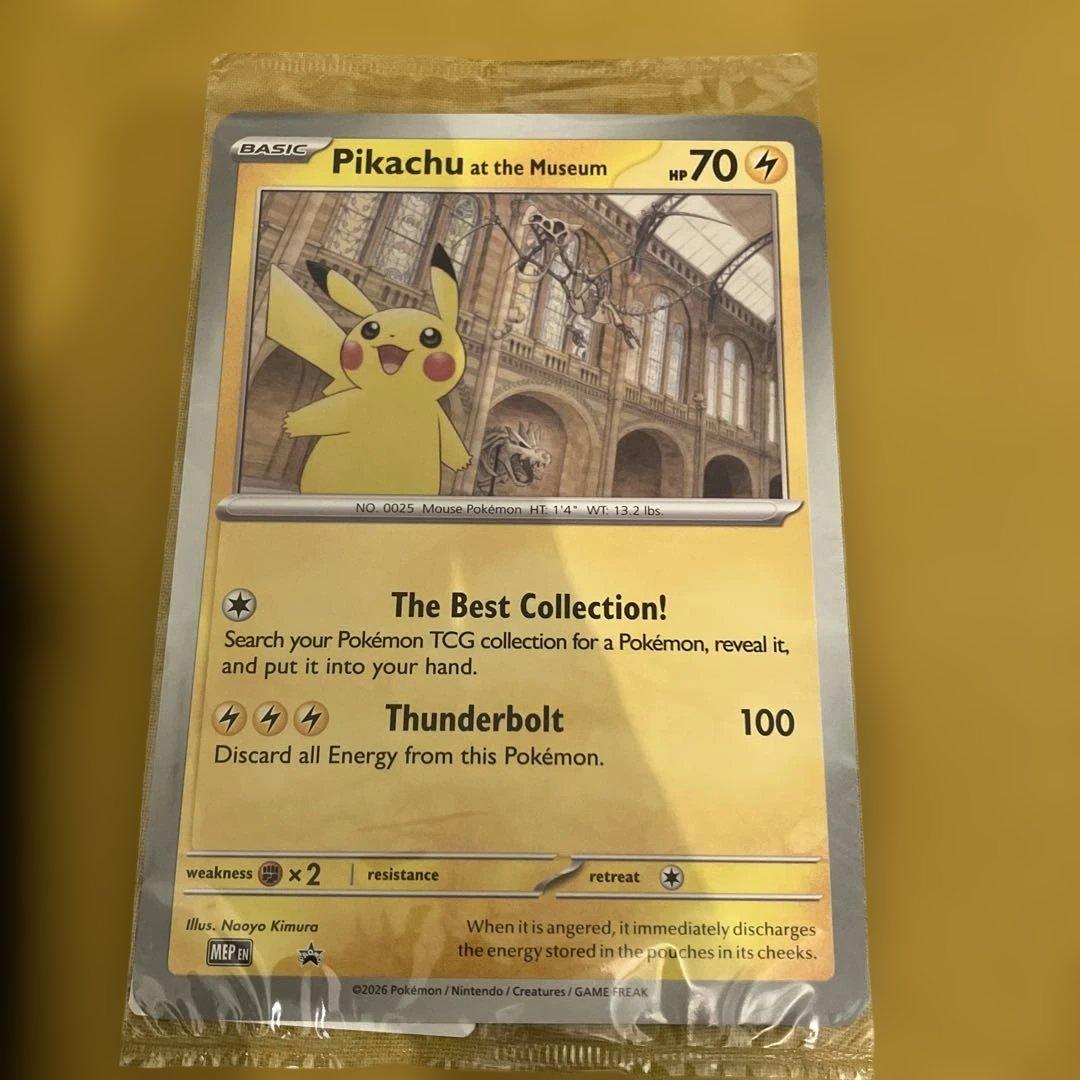 BASIC Pikachu at the Museum HP 70
NO. 0025 Mouse Pokémon HT: 1'4" WT: 13.2 lbs.
The Best Collection!
Search your Pokémon TCG collection for a Pokémon, reveal it,
and put it into your hand.
Thunderbolt 100
Discard all Energy from this Pokémon.
weakness ×2 resistance retreat
Illus. Naoyo Kimura
MEP EN
When it is angered, it immediately discharges
the energy stored in the pouches in its cheeks.
©2026 Pokémon / Nintendo / Creatures / GAME FREAK